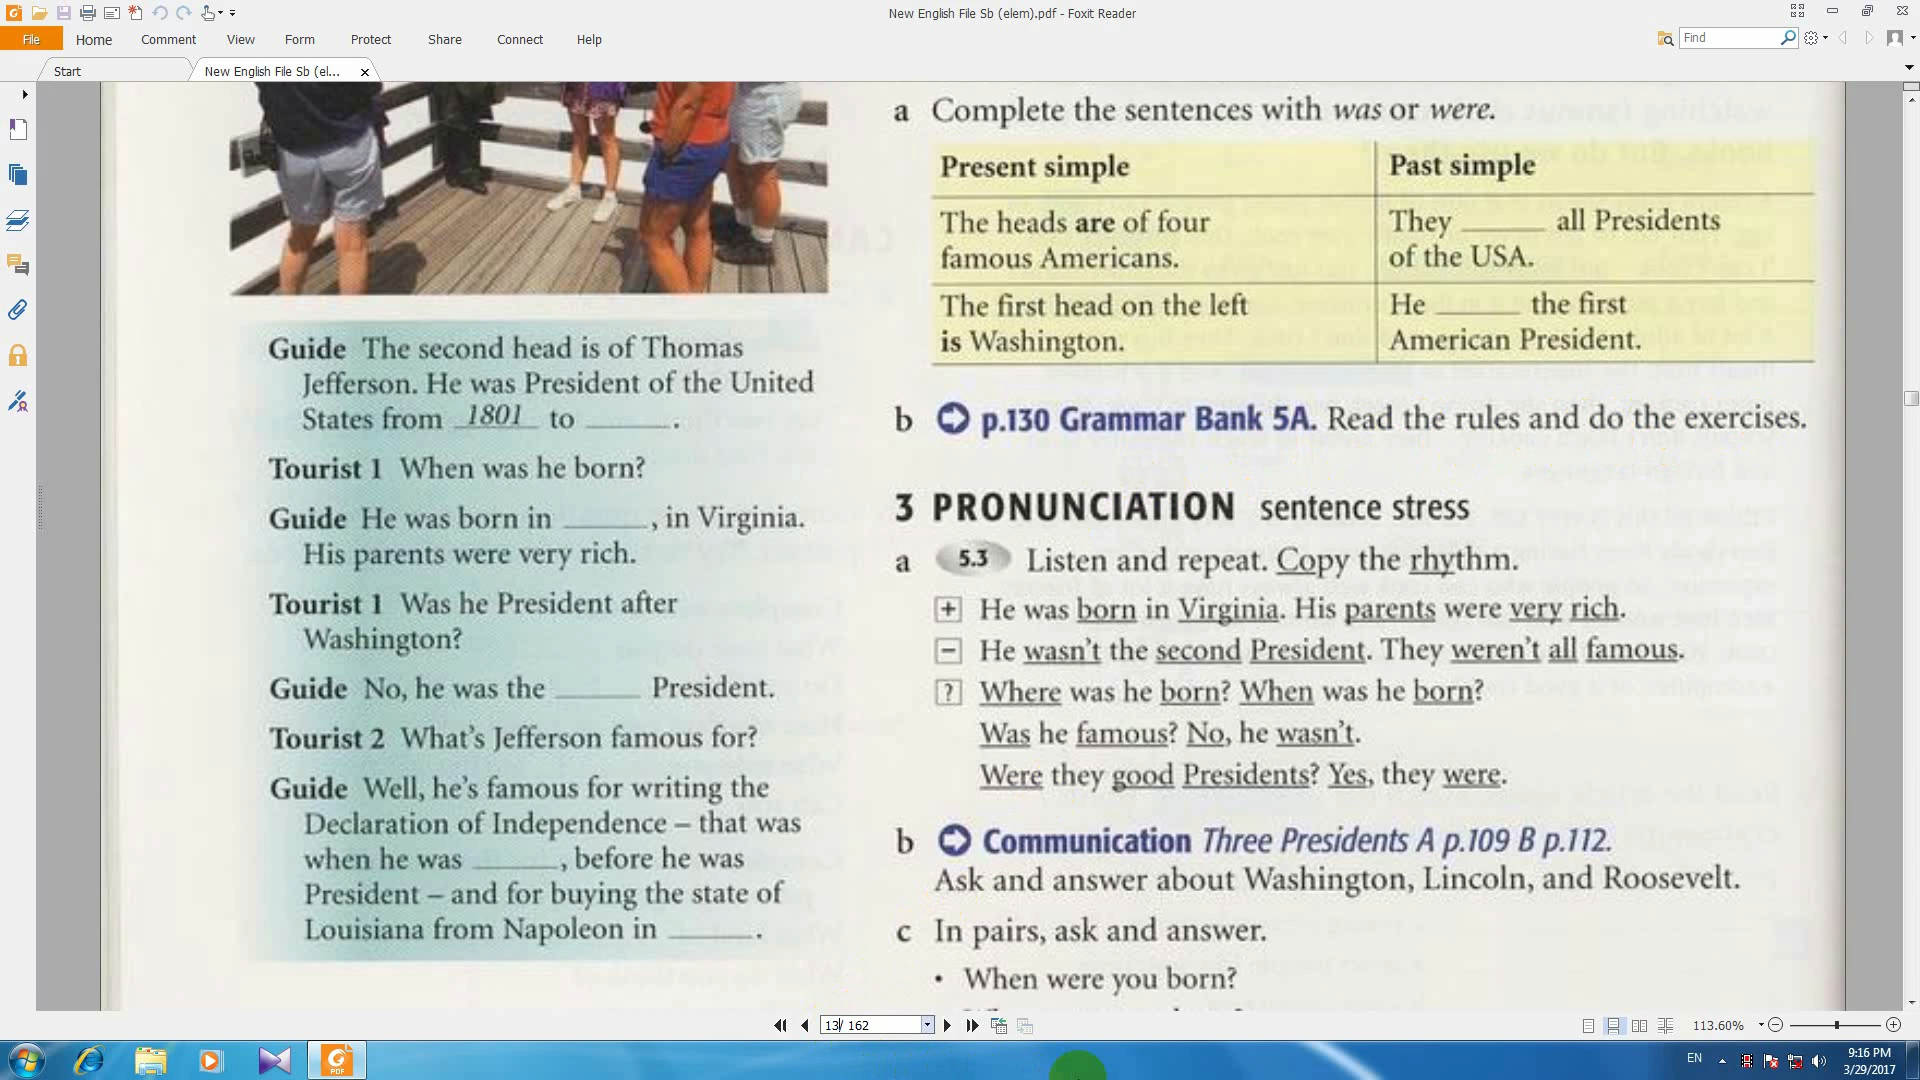 New English File Sb (elem).pdf - Foxit Reader
File
Home
Comment
View
Form
Protect
Share
Connect
Help
Find
Start
New English File Sb (el...
Guide The second head is of Thomas
Jefferson. He was President of the United
States from 1801 to ______.
Tourist 1 When was he born?
Guide He was born in ______, in Virginia.
His parents were very rich.
Tourist 1 Was he President after
Washington?
Guide No, he was the ______ President.
Tourist 2 What's Jefferson famous for?
Guide Well, he's famous for writing the
Declaration of Independence – that was
when he was ______, before he was
President – and for buying the state of
Louisiana from Napoleon in ______.
a Complete the sentences with was or were.
Present simple
Past simple
The heads are of four
famous Americans.
They ______ all Presidents
of the USA.
The first head on the left
is Washington.
He ______ the first
American President.
b p.130 Grammar Bank 5A. Read the rules and do the exercises.
3 PRONUNCIATION sentence stress
a 5.3 Listen and repeat. Copy the rhythm.
+ He was born in Virginia. His parents were very rich.
– He wasn't the second President. They weren't all famous.
? Where was he born? When was he born?
Was he famous? No, he wasn't.
Were they good Presidents? Yes, they were.
b Communication Three Presidents A p.109 B p.112.
Ask and answer about Washington, Lincoln, and Roosevelt.
c In pairs, ask and answer.
• When were you born?
13/ 162
113.60%
PDF
EN
9:16 PM
3/29/2017